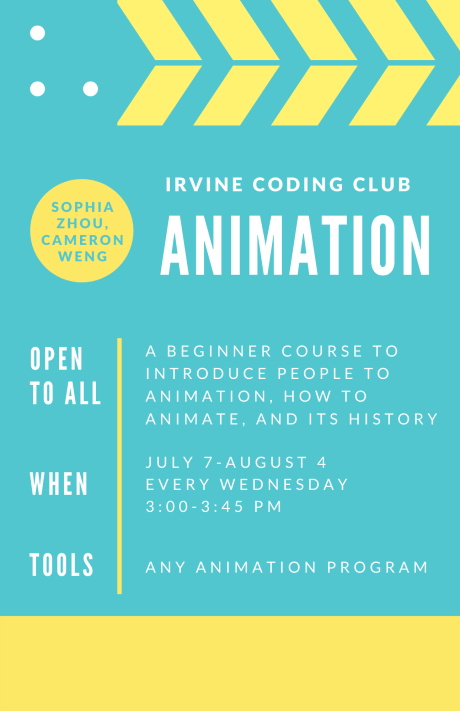 IRVINE CODING CLUB
SOPHIA
ZHOU,
CAMERON
WENG
ANIMATION
OPEN
TO ALL
A BEGINNER COURSE TO
INTRODUCE PEOPLE TO
ANIMATION, HOW TO
ANIMATE, AND ITS HISTORY
WHEN
JULY 7-AUGUST 4
EVERY WEDNESDAY
3:00-3:45 PM
TOOLS
ANY ANIMATION PROGRAM